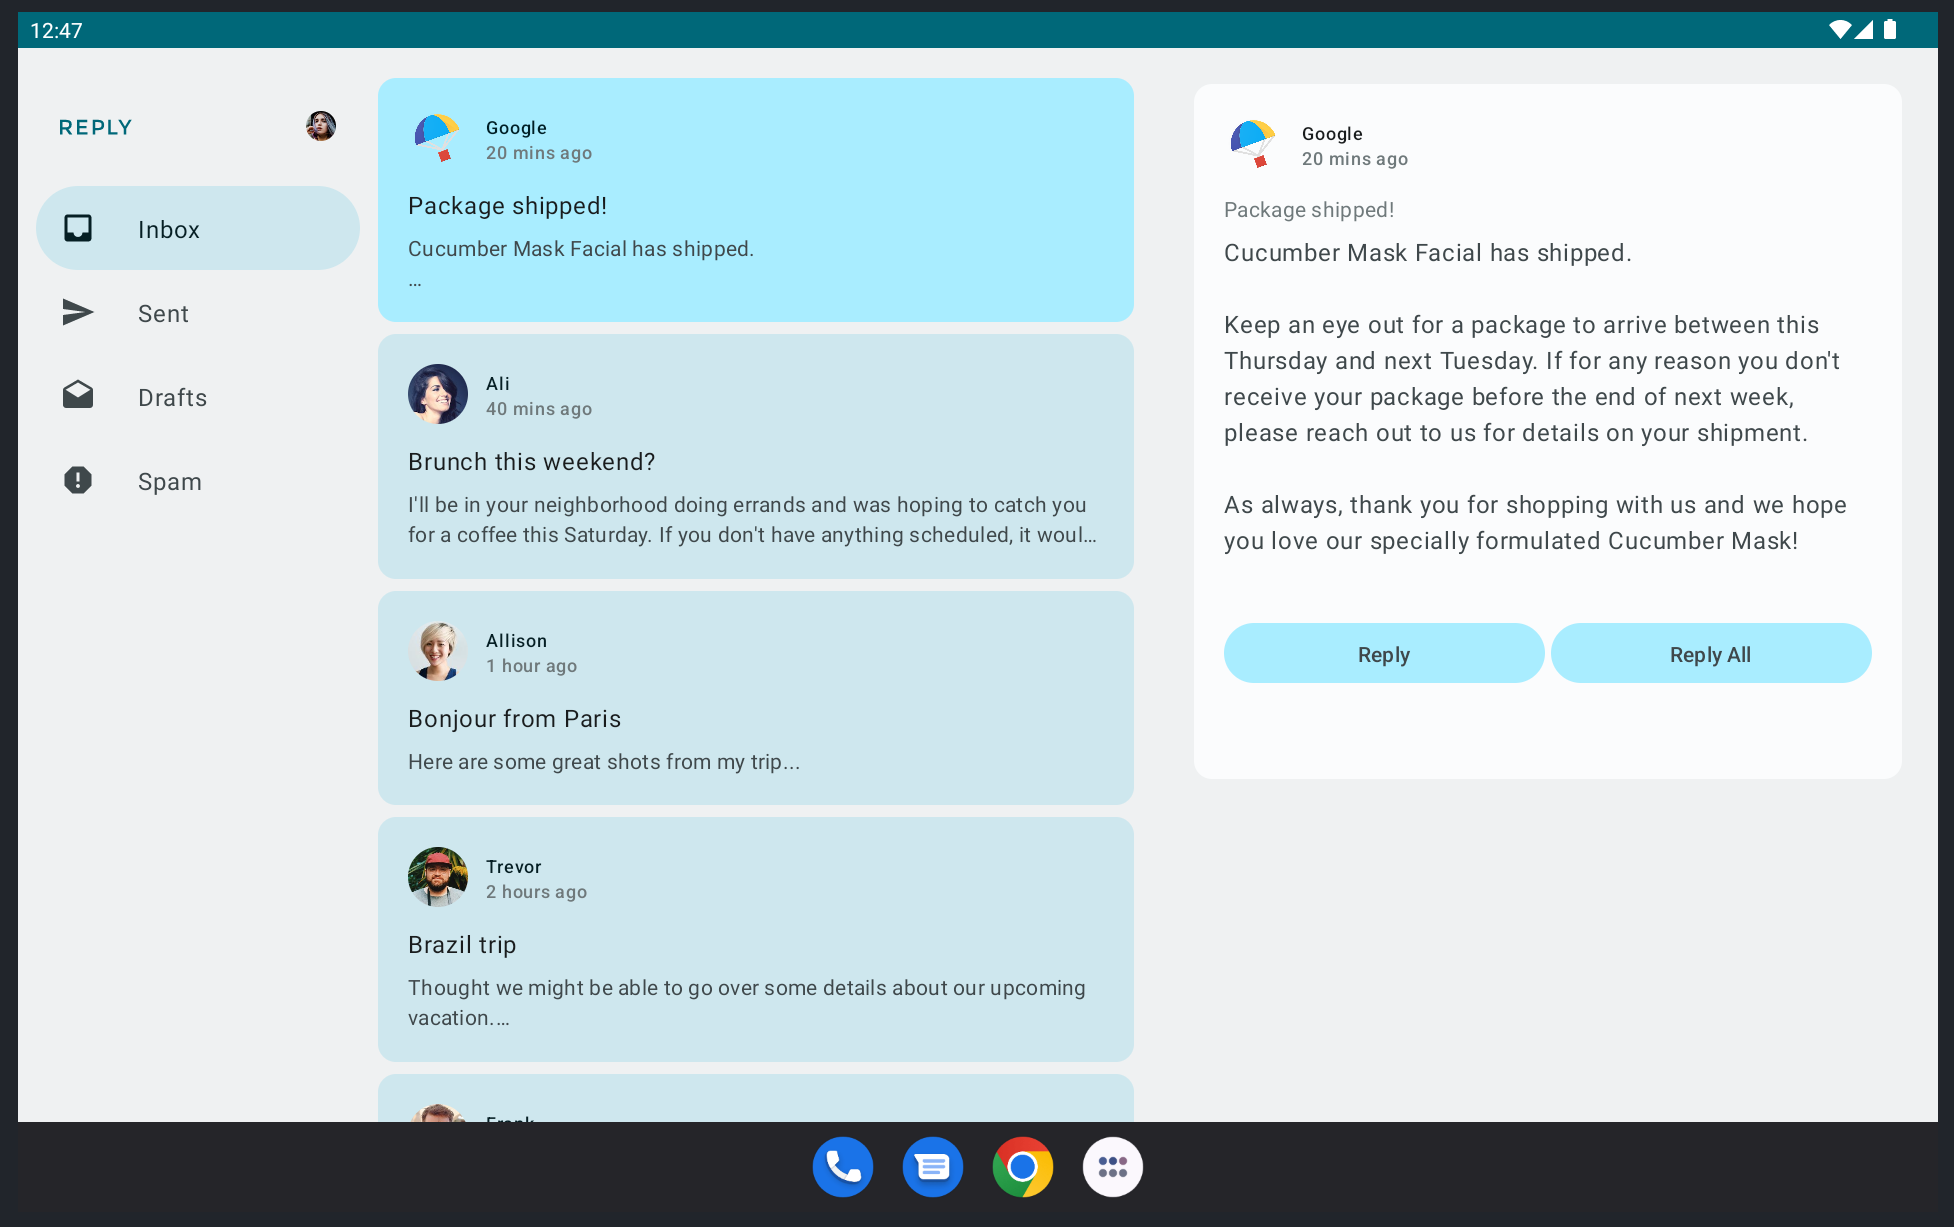 12:47
REPLY
Inbox
Sent
Drafts
Spam
Google
20 mins ago
Package shipped!
Cucumber Mask Facial has shipped.
…
Ali
40 mins ago
Brunch this weekend?
I'll be in your neighborhood doing errands and was hoping to catch you
for a coffee this Saturday. If you don't have anything scheduled, it woul…
Allison
1 hour ago
Bonjour from Paris
Here are some great shots from my trip...
Trevor
2 hours ago
Brazil trip
Thought we might be able to go over some details about our upcoming
vacation.…
Frank
Google
20 mins ago
Package shipped!
Cucumber Mask Facial has shipped.
Keep an eye out for a package to arrive between this
Thursday and next Tuesday. If for any reason you don't
receive your package before the end of next week,
please reach out to us for details on your shipment.
As always, thank you for shopping with us and we hope
you love our specially formulated Cucumber Mask!
Reply
Reply All